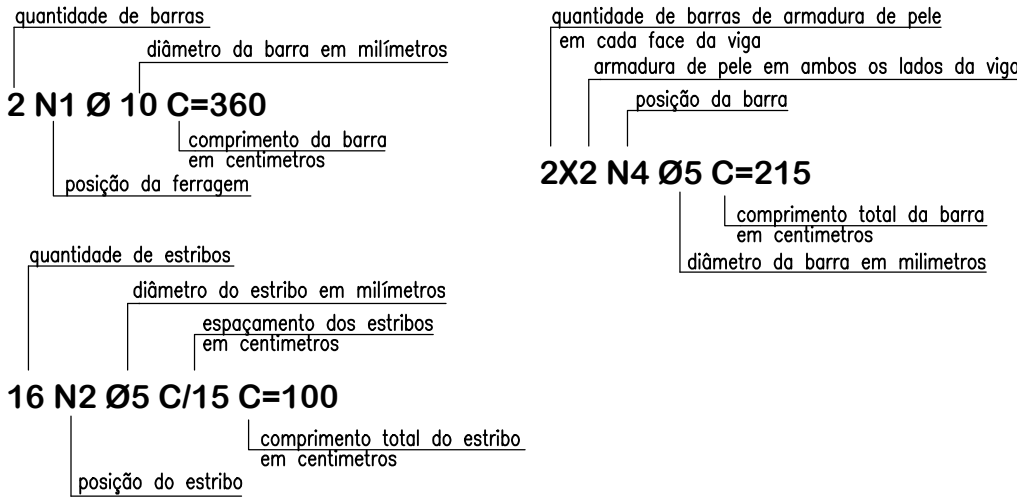 quantidade de barras
diâmetro da barra em milímetros
2 N1 Ø 10 C=360
comprimento da barra
em centimetros
posição da ferragem
quantidade de barras de armadura de pele
em cada face da viga
armadura de pele em ambos os lados da viga
posição da barra
2X2 N4 Ø5 C=215
comprimento total da barra
em centimetros
diâmetro da barra em milimetros
quantidade de estribos
diâmetro do estribo em milímetros
espaçamento dos estribos
em centimetros
16 N2 Ø5 C/15 C=100
comprimento total do estribo
em centimetros
posição do estribo